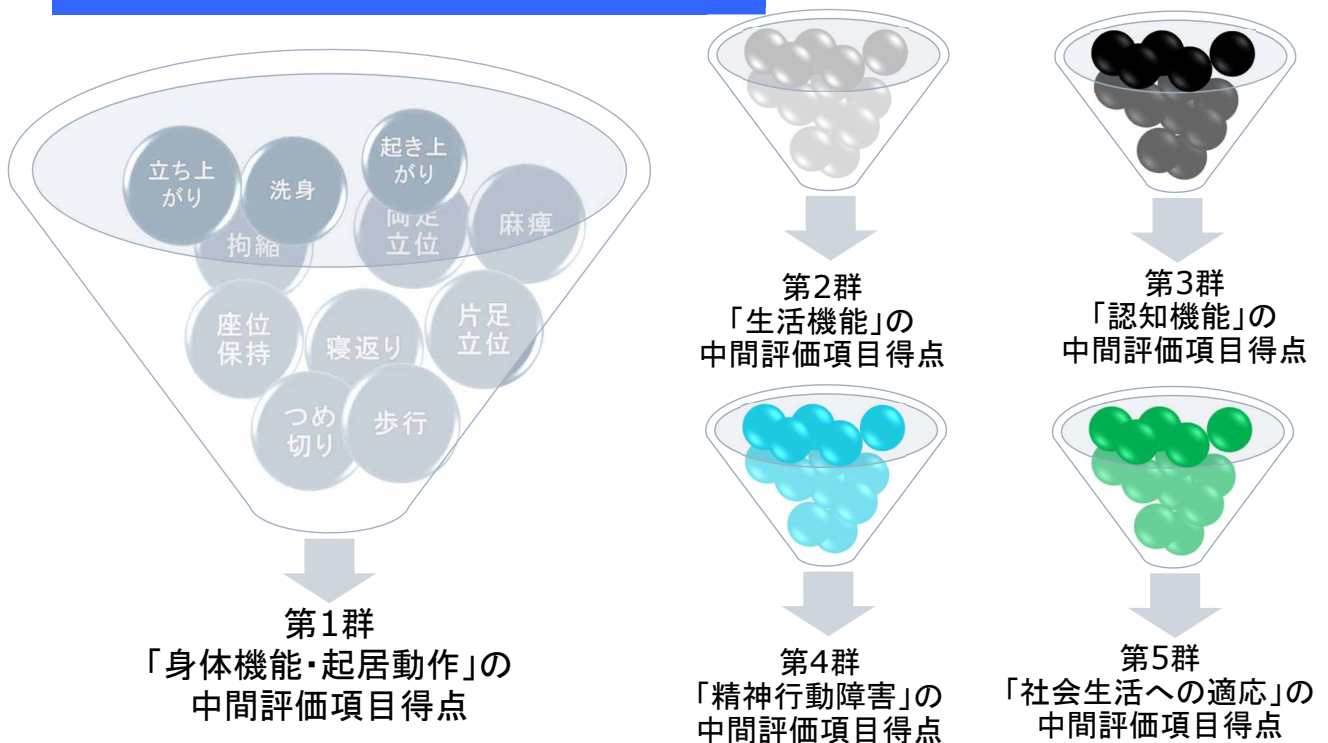 立ち上
がり
洗身
起き上
がり
拘縮
両足
立位
麻痺
座位
保持
寝返り
片足
立位
つめ
切り
歩行
第1群
「身体機能・起居動作」の
中間評価項目得点
第2群
「生活機能」の
中間評価項目得点
第3群
「認知機能」の
中間評価項目得点
第4群
「精神行動障害」の
中間評価項目得点
第5群
「社会生活への適応」の
中間評価項目得点